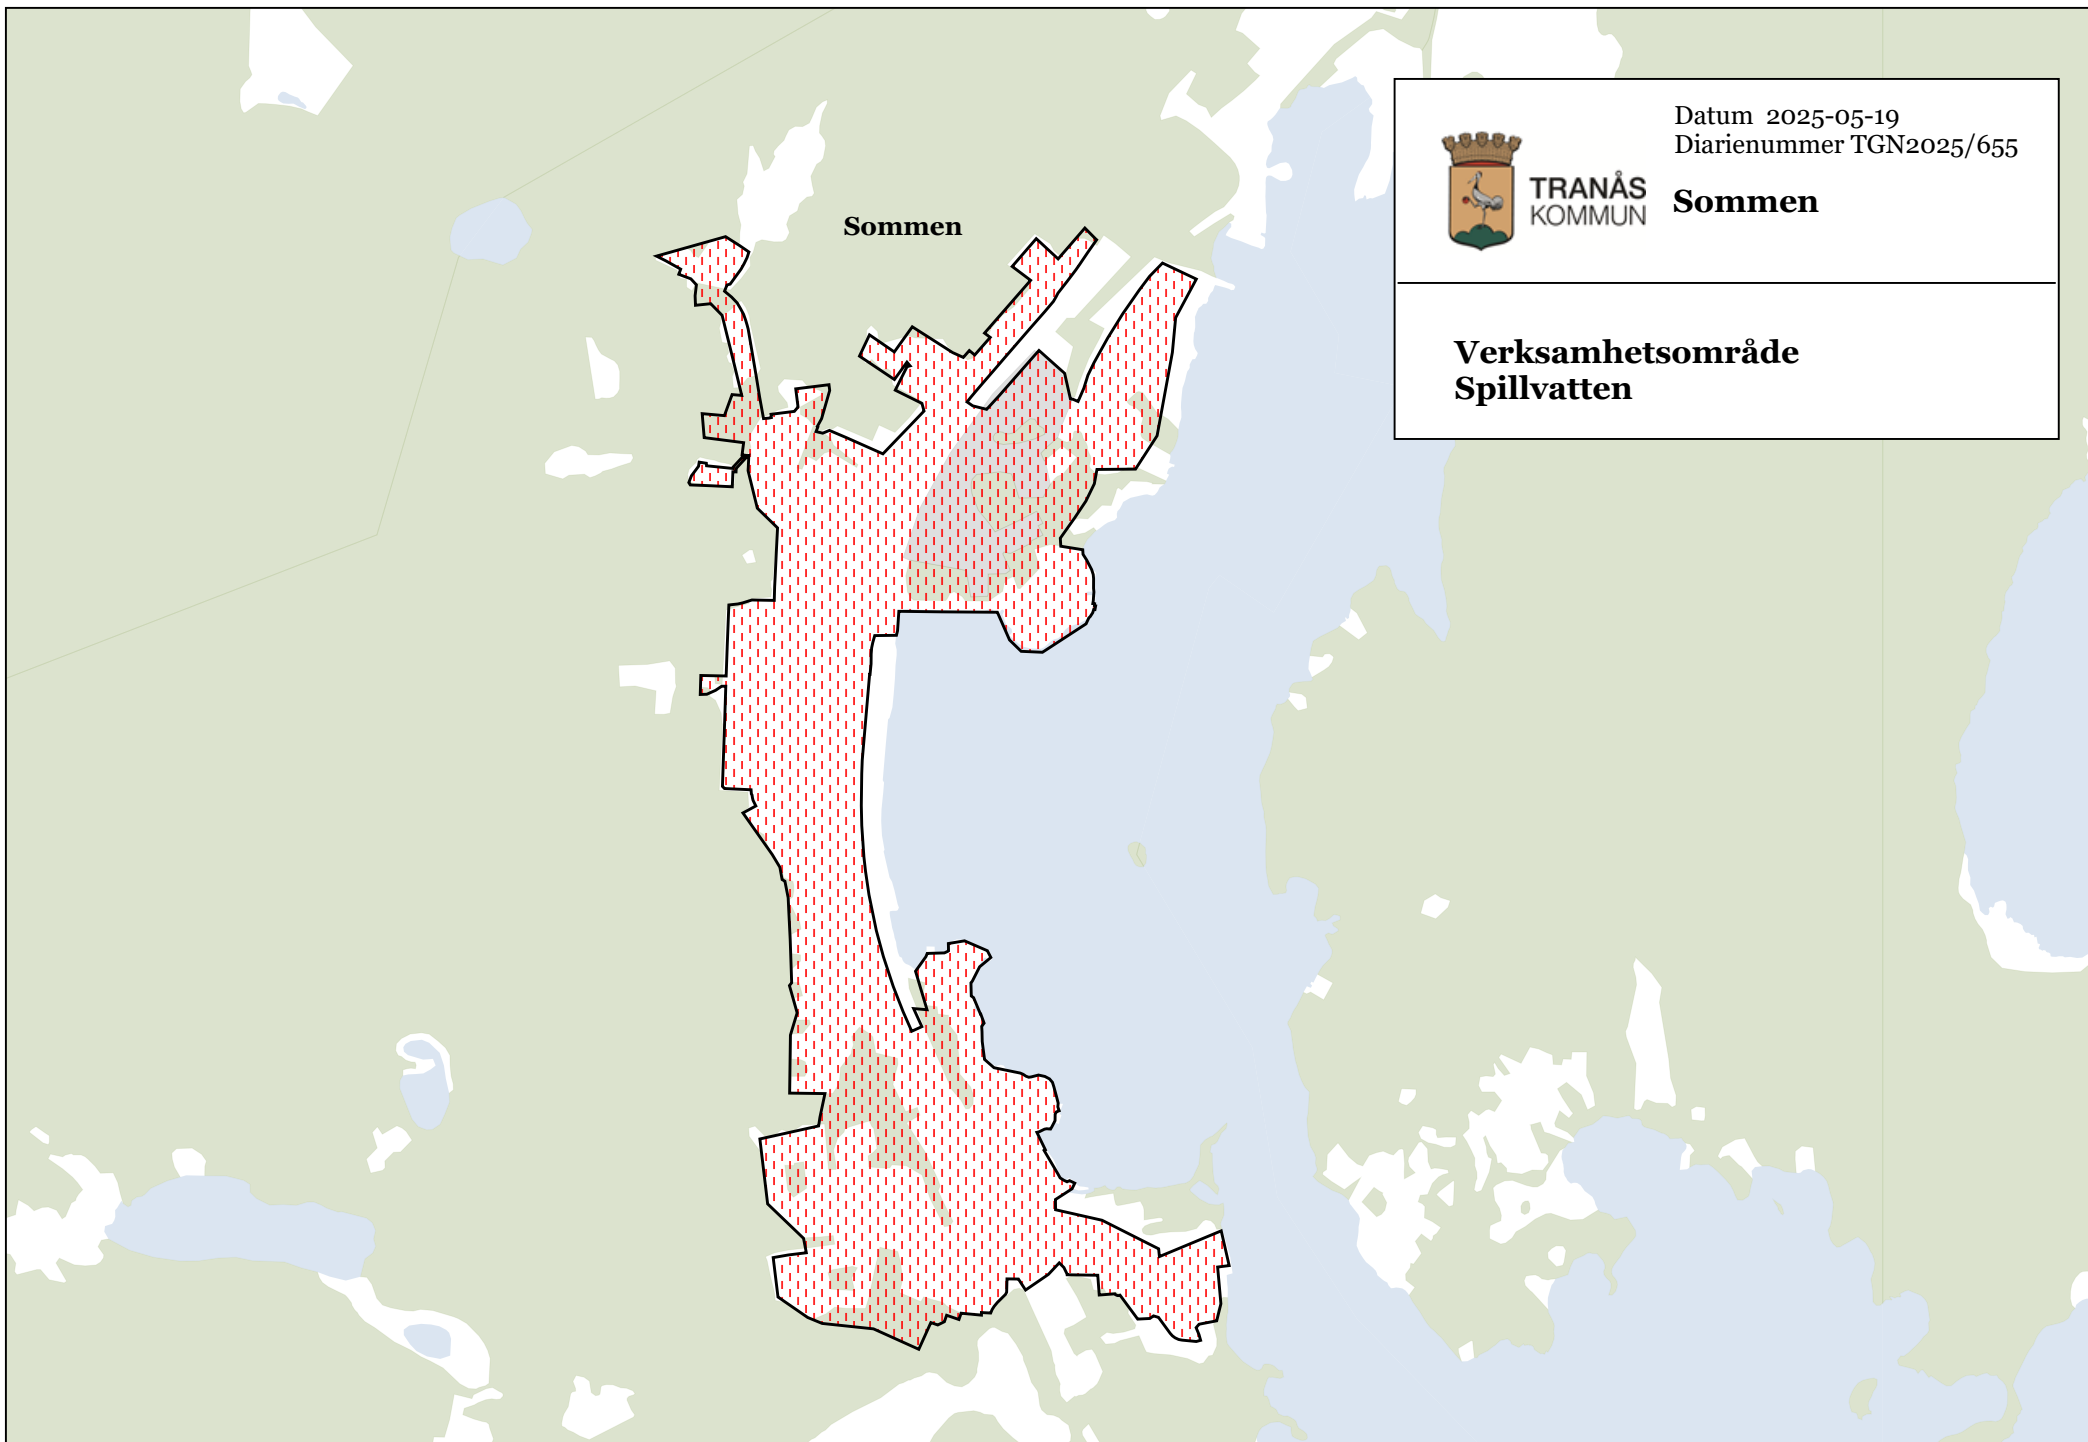 Datum 2025-05-19
Diarienummer TGN2025/655
TRANÅS
KOMMUN
Sommen
Verksamhetsområde
Spillvatten
Sommen